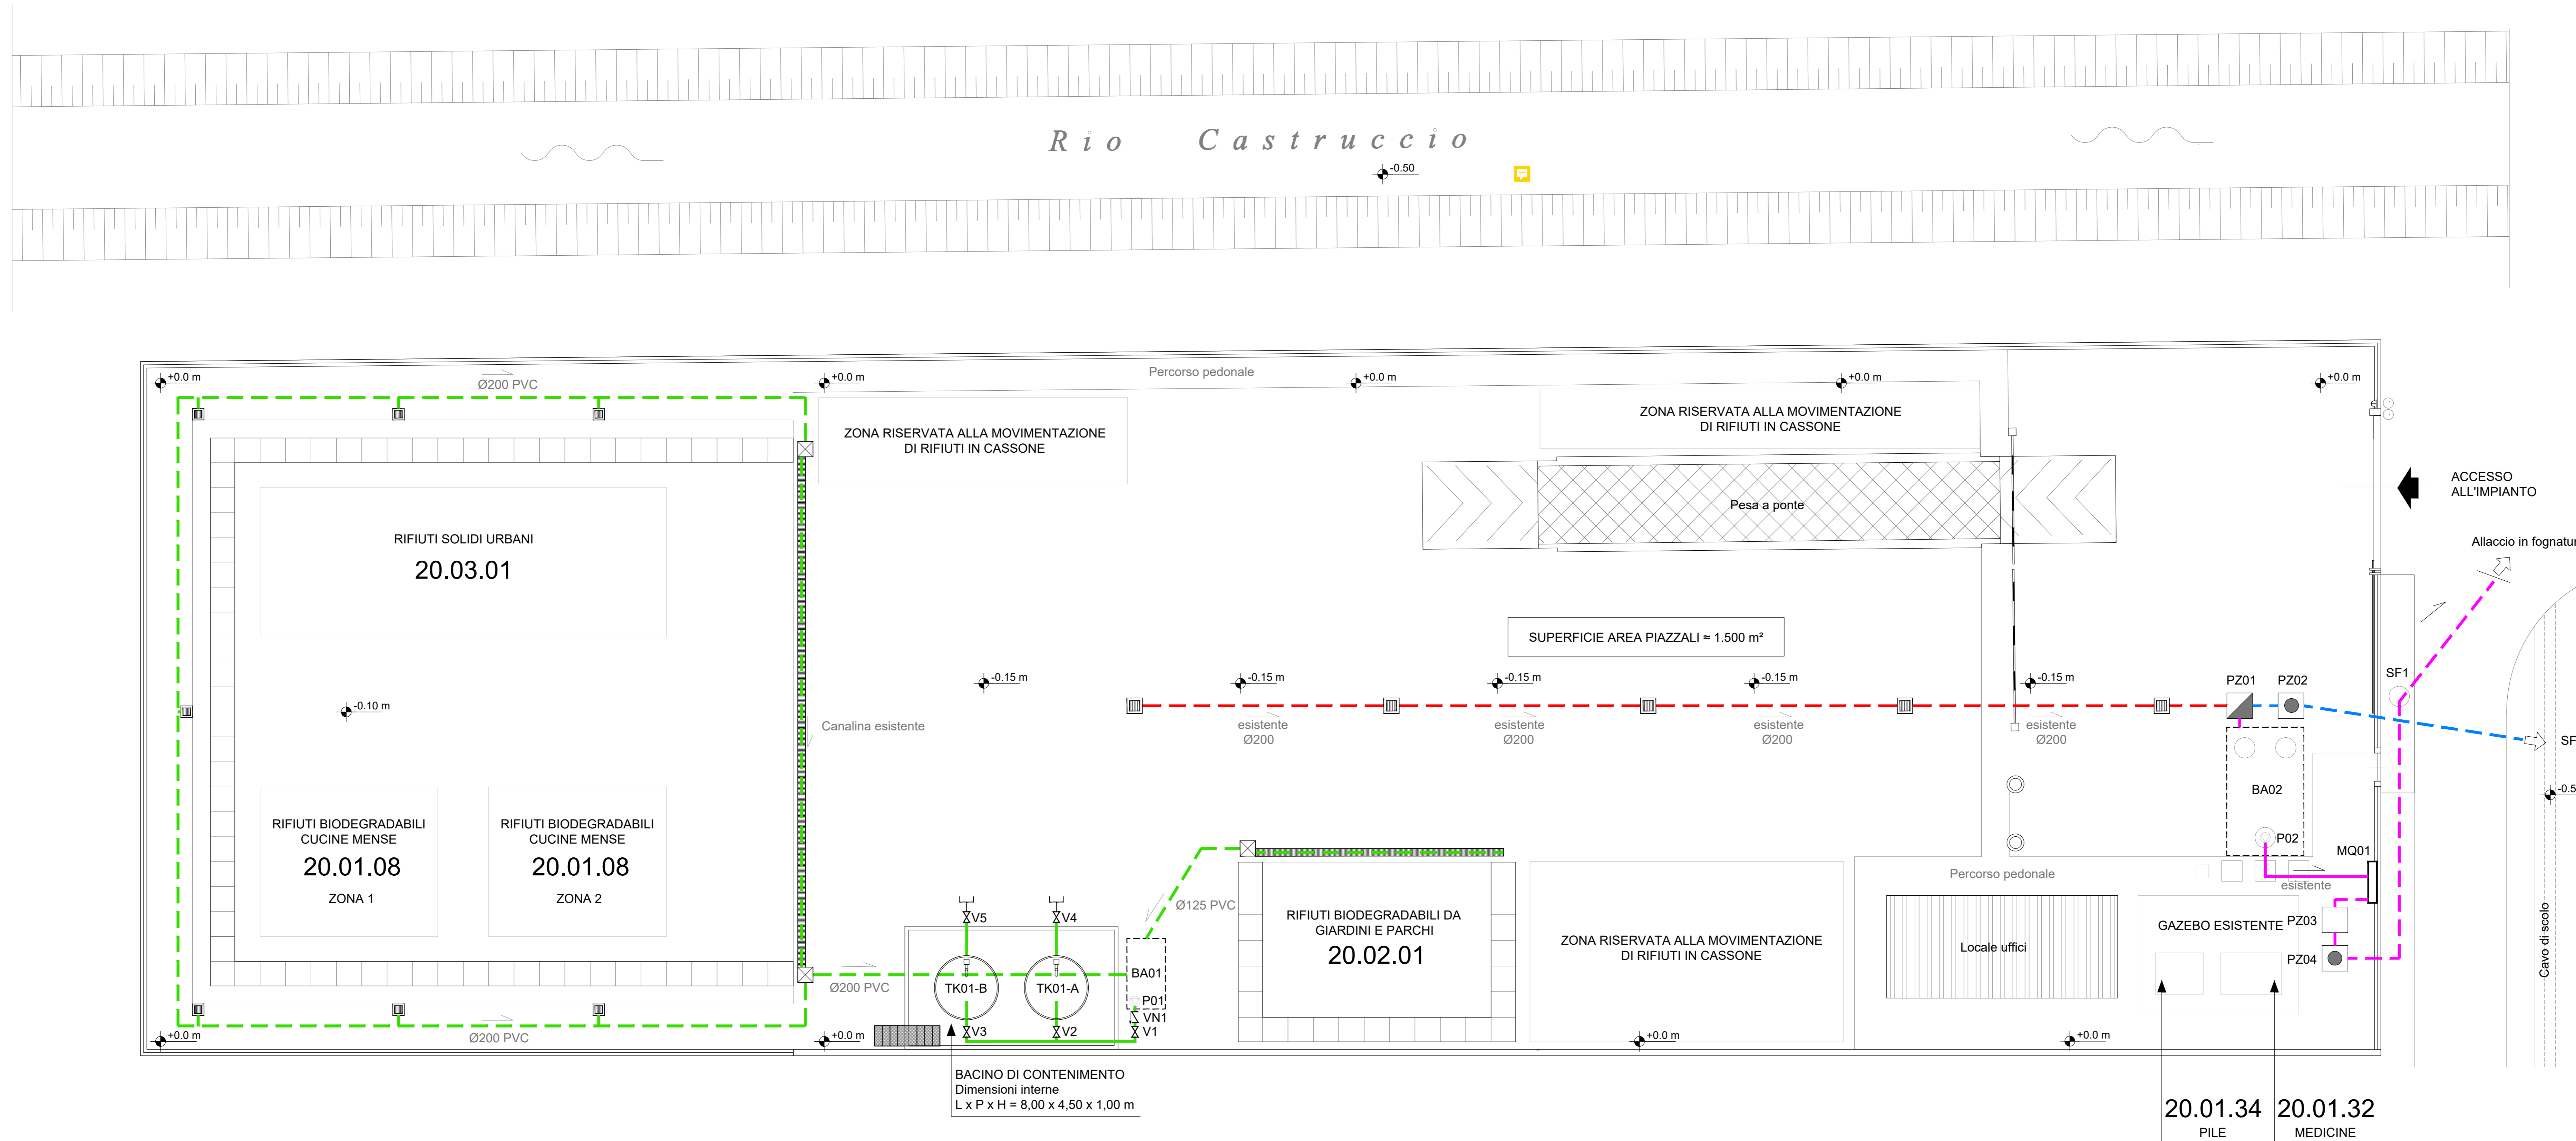 Rio Castruccio
-0.50
+0.0 m
Ø200 PVC
+0.0 m
Percorso pedonale
+0.0 m
+0.0 m
+0.0 m
ZONA RISERVATA ALLA MOVIMENTAZIONE
DI RIFIUTI IN CASSONE
ZONA RISERVATA ALLA MOVIMENTAZIONE
DI RIFIUTI IN CASSONE
Pesa a ponte
ACCESSO
ALL'IMPIANTO
RIFIUTI SOLIDI URBANI
20.03.01
Allaccio in fognatur
SUPERFICIE AREA PIAZZALI ≈ 1.500 m²
-0.10 m
-0.15 m
-0.15 m
-0.15 m
-0.15 m
-0.15 m
PZ01
PZ02
SF1
Canalina esistente
esistente
Ø200
esistente
Ø200
esistente
Ø200
esistente
Ø200
SF
-0.5
BA02
P02
MQ01
RIFIUTI BIODEGRADABILI
CUCINE MENSE
20.01.08
ZONA 1
RIFIUTI BIODEGRADABILI
CUCINE MENSE
20.01.08
ZONA 2
Ø125 PVC
V5
V4
RIFIUTI BIODEGRADABILI DA
GIARDINI E PARCHI
20.02.01
ZONA RISERVATA ALLA MOVIMENTAZIONE
DI RIFIUTI IN CASSONE
Percorso pedonale
Locale uffici
esistente
GAZEBO ESISTENTE
PZ03
PZ04
Cavo di scolo
Ø200 PVC
TK01-B
TK01-A
BA01
P01
VN1
V3
V2
V1
+0.0 m
Ø200 PVC
+0.0 m
+0.0 m
+0.0 m
BACINO DI CONTENIMENTO
Dimensioni interne
L x P x H = 8,00 x 4,50 x 1,00 m
20.01.34
PILE
20.01.32
MEDICINE